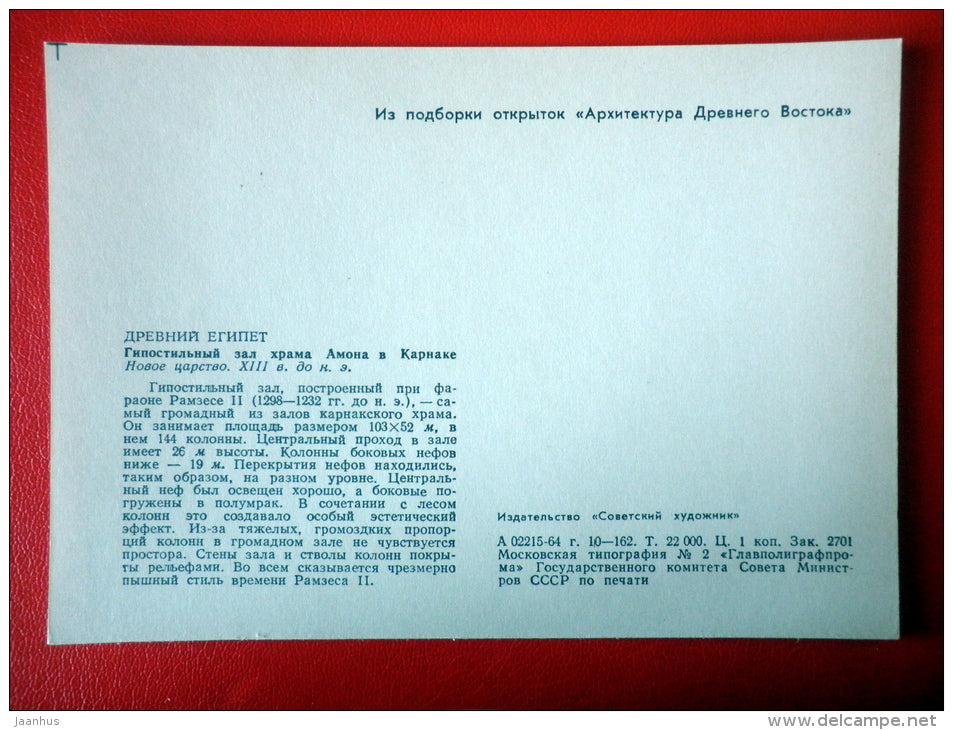 Из подборки открыток «Архитектура Древнего Востока»
ДРЕВНИЙ ЕГИПЕТ
Гипостильный зал храма Амона в Карнаке
Новое царство. XIII в. до н. э.
Гипостильный зал, построенный при фа-
раоне Рамзесе II (1298—1232 гг. до н. э.), — са-
мый громадный из залов карнакского храма.
Он занимает площадь размером 103×52 м, в
нем 144 колонны. Центральный проход в зале
имеет 26 м высоты. Колонны боковых нефов
ниже — 19 м. Перекрытия нефов находились,
таким образом, на разном уровне. Централь-
ный неф был освещен хорошо, а боковые по-
гружены в полумрак. В сочетании с лесом
колонн это создавало особый эстетический
эффект. Из-за тяжелых, громоздких пропор-
ций колонн в громадном зале не чувствуется
простора. Стены зала и стволы колонн покры-
ты рельефами. Во всем сказывается чрезмерно
пышный стиль времени Рамзеса II.
Издательство «Советский художник»
А 02215-64 г. 10—162. Т. 22 000. Ц. 1 коп. Зак. 2701
Московская типография № 2 «Главполиграфпро-
ма» Государственного комитета Совета Минист-
ров СССР по печати
jaanhus
www.delcampe.net